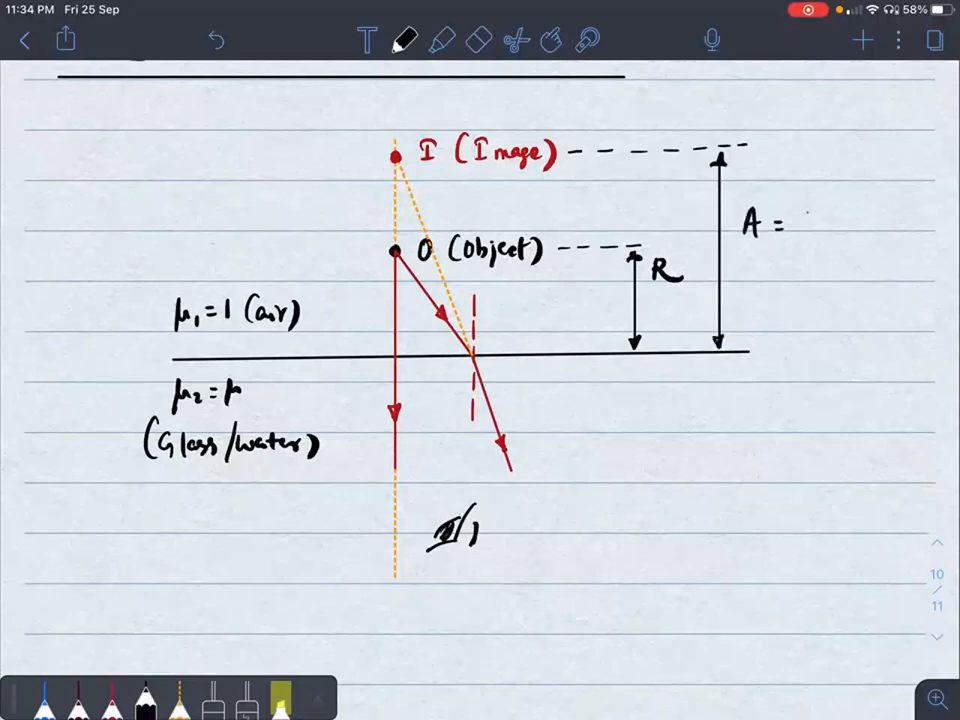 11:34 PM Fri 25 Sep
58%
I (Image)
A =
O (Object)
R
μ₁ = 1 (air)
μ₂ = μ
(Glass/water)
10
/
11